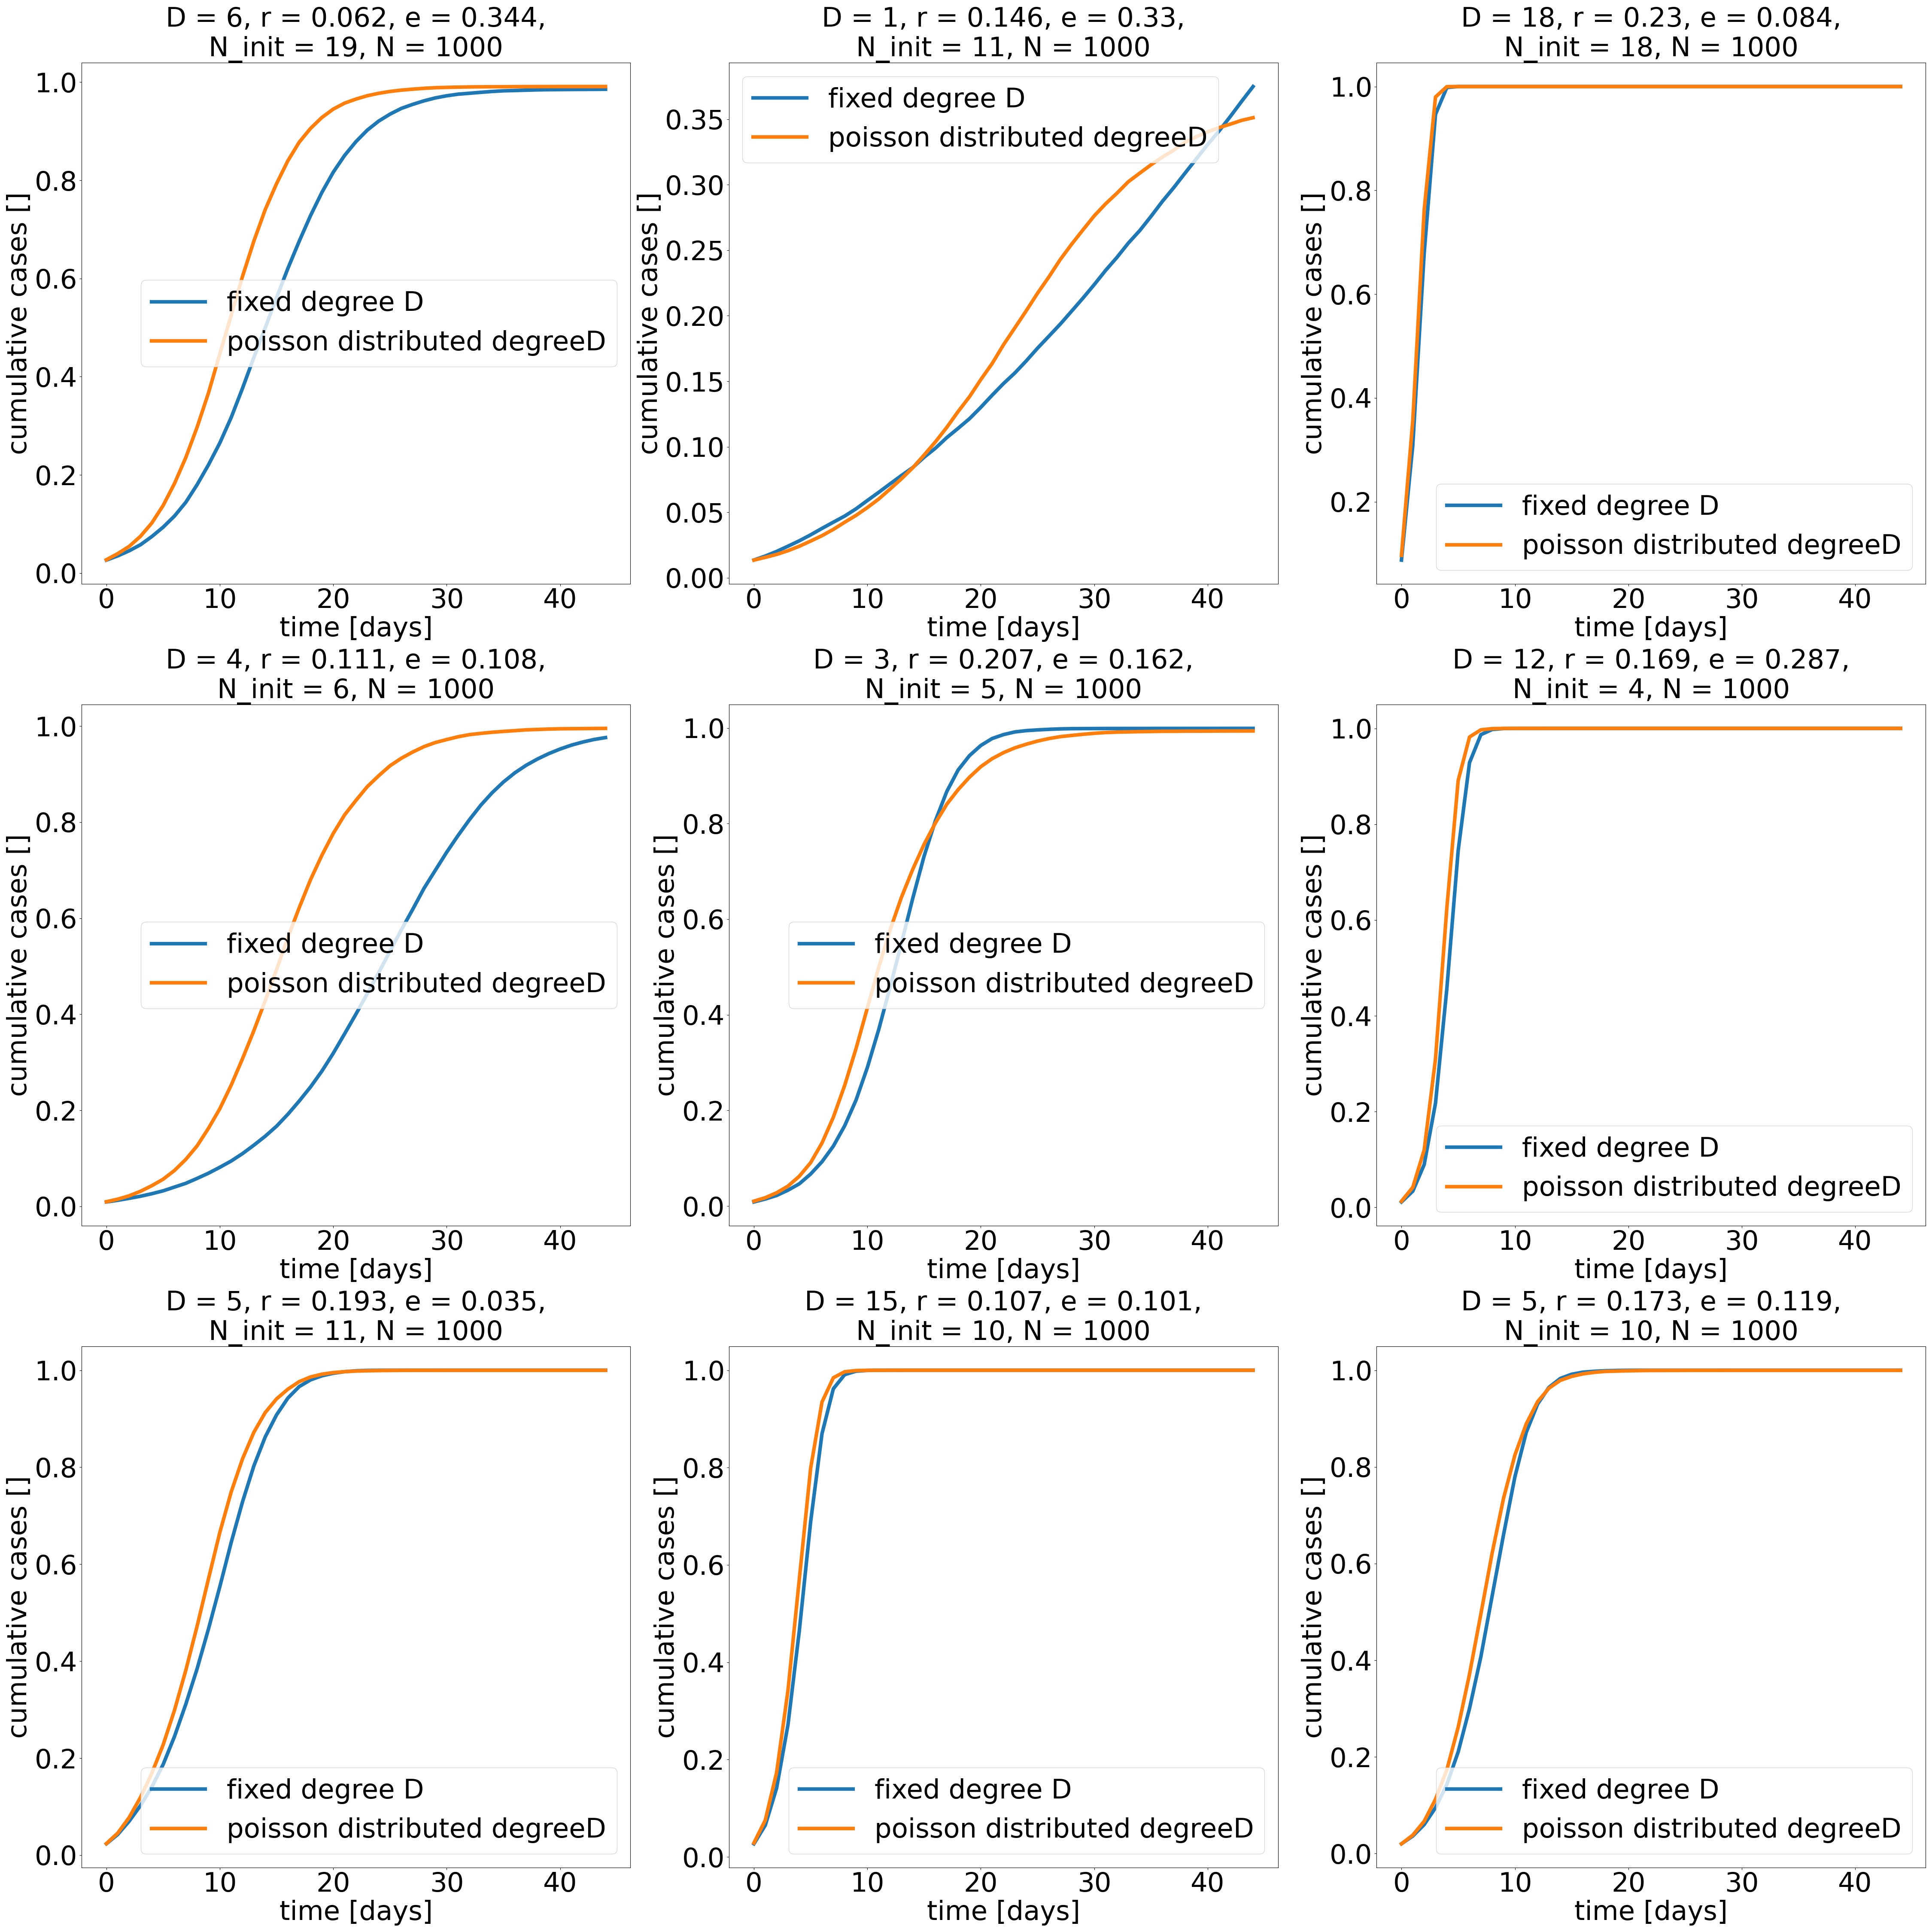 D = 6, r = 0.062, e = 0.344,
N_init = 19, N = 1000
1.0
0.8
0.6
0.4
0.2
0.0
cumulative cases []
fixed degree D
poisson distributed degreeD
0 10 20 30 40
time [days]
D = 1, r = 0.146, e = 0.33,
N_init = 11, N = 1000
0.35
0.30
0.25
0.20
0.15
0.10
0.05
0.00
cumulative cases []
fixed degree D
poisson distributed degreeD
0 10 20 30 40
time [days]
D = 18, r = 0.23, e = 0.084,
N_init = 18, N = 1000
1.0
0.8
0.6
0.4
0.2
cumulative cases []
fixed degree D
poisson distributed degreeD
0 20 40
time [days]
D = 4, r = 0.111, e = 0.108,
N_init = 6, N = 1000
1.0
0.8
0.6
0.4
0.2
0.0
cumulative cases []
fixed degree D
poisson distributed degreeD
0 10 20 30 40
time [days]
D = 3, r = 0.207, e = 0.162,
N_init = 5, N = 1000
1.0
0.8
0.6
0.4
0.2
0.0
cumulative cases []
fixed degree D
poisson distributed degreeD
0 10 20 30 40
time [days]
D = 12, r = 0.169, e = 0.287,
N_init = 4, N = 1000
1.0
0.8
0.6
0.4
0.2
0.0
cumulative cases []
fixed degree D
poisson distributed degreeD
0 10 20 30 40
time [days]
D = 5, r = 0.193, e = 0.035,
N_init = 11, N = 1000
1.0
0.8
0.6
0.4
0.2
0.0
cumulative cases []
fixed degree D
poisson distributed degreeD
0 10 20 30 40
time [days]
D = 15, r = 0.107, e = 0.101,
N_init = 10, N = 1000
1.0
0.8
0.6
0.4
0.2
0.0
cumulative cases []
fixed degree D
poisson distributed degreeD
0 10 20 30 40
time [days]
D = 5, r = 0.173, e = 0.119,
N_init = 10, N = 1000
1.0
0.8
0.6
0.4
0.2
0.0
cumulative cases []
fixed degree D
poisson distributed degreeD
0 10 20 30 40
time [days]